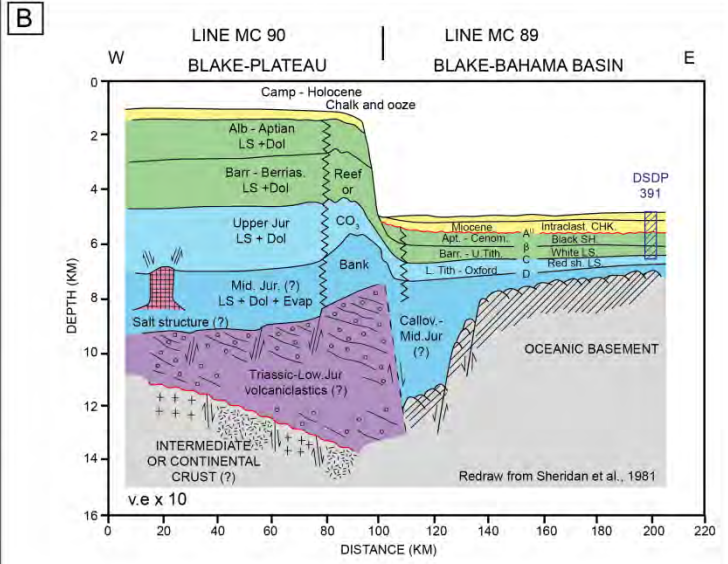 B
LINE MC 90
LINE MC 89
W
BLAKE-PLATEAU
BLAKE-BAHAMA BASIN
E
Camp - Holocene
Chalk and ooze
Alb - Aptian
LS +Dol
Barr - Berrias.
LS +Dol
Reef
or
CO3
Bank
Upper Jur
LS + Dol
Mid. Jur. (?)
LS + Dol + Evap
Salt structure (?)
Triassic-Low.Jur
volcaniclastics (?)
INTERMEDIATE
OR CONTINENTAL
CRUST (?)
v.e x 10
DSDP
391
Miocene
Intraclast. CHK.
Apt. - Cenom.
Black SH.
Barr. - U.Tith.
White LS.
L. Tith - Oxford
Red sh. LS.
Au
β
C
D
Callov.-
Mid.Jur
(?)
OCEANIC BASEMENT
Redraw from Sheridan et al., 1981
DEPTH (KM)
0
2
4
6
8
10
12
14
16
0 20 40 60 80 100 120 140 160 180 200 220
DISTANCE (KM)